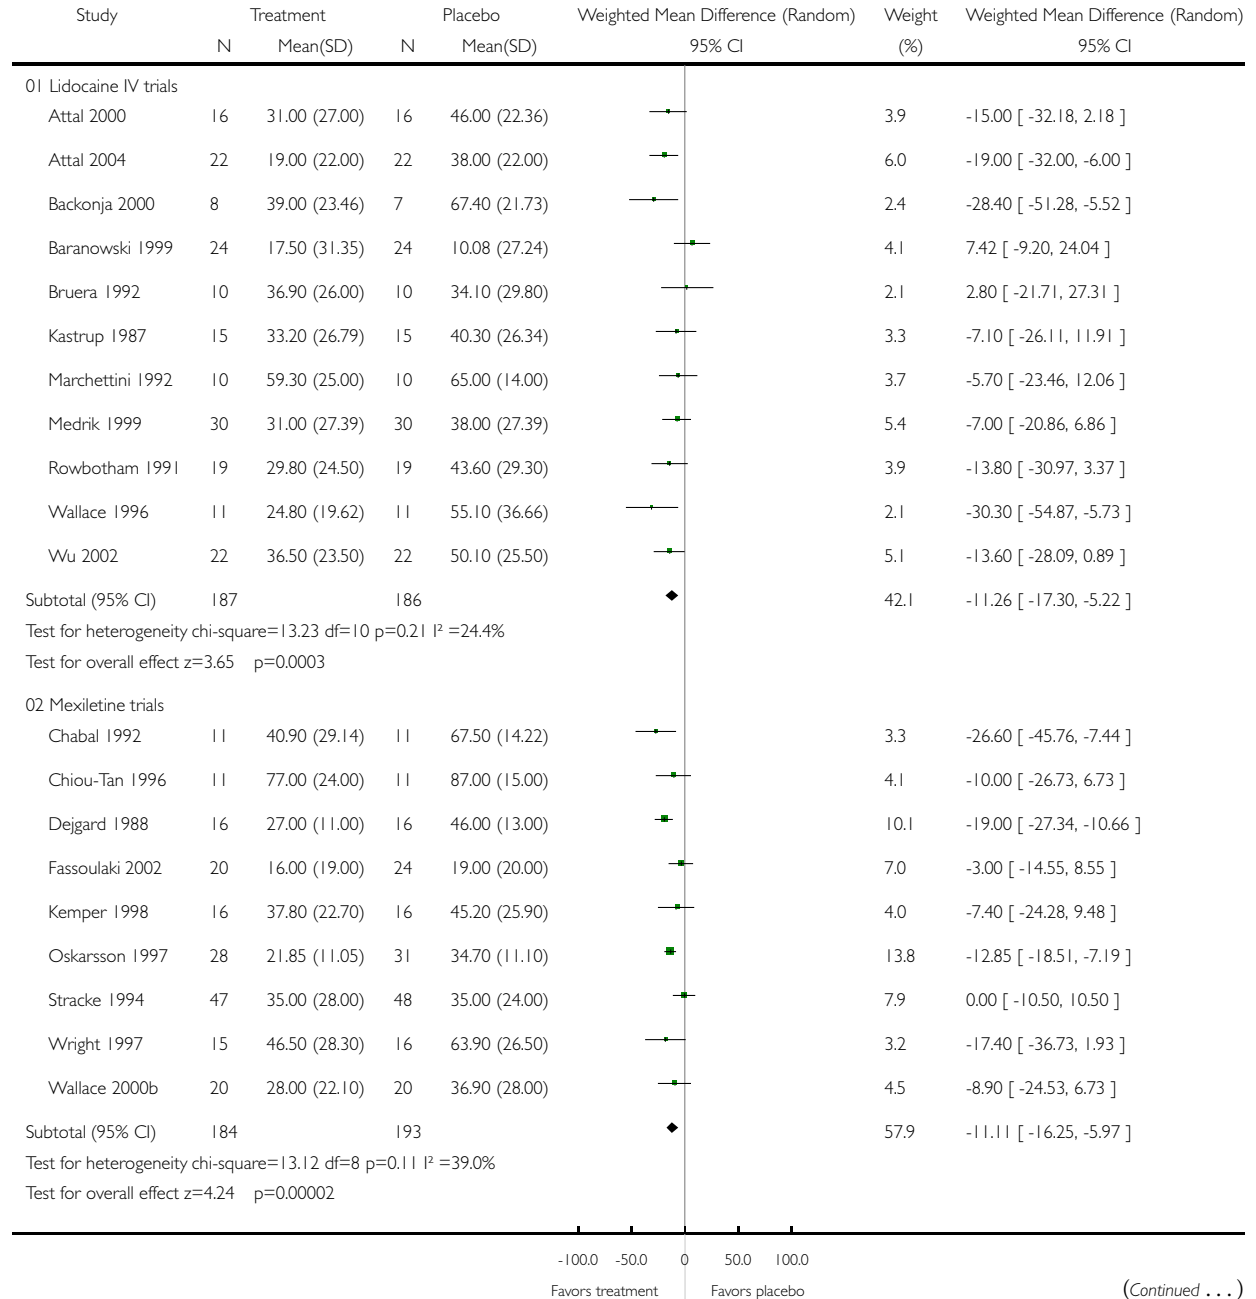 Study Treatment Placebo Weighted Mean Difference (Random) Weight Weighted Mean Difference (Random)
N Mean(SD) N Mean(SD) 95% CI (%) 95% CI
01 Lidocaine IV trials
Attal 2000 16 31.00 (27.00) 16 46.00 (22.36) 3.9 -15.00 [ -32.18, 2.18 ]
Attal 2004 22 19.00 (22.00) 22 38.00 (22.00) 6.0 -19.00 [ -32.00, -6.00 ]
Backonja 2000 8 39.00 (23.46) 7 67.40 (21.73) 2.4 -28.40 [ -51.28, -5.52 ]
Baranowski 1999 24 17.50 (31.35) 24 10.08 (27.24) 4.1 7.42 [ -9.20, 24.04 ]
Bruera 1992 10 36.90 (26.00) 10 34.10 (29.80) 2.1 2.80 [ -21.71, 27.31 ]
Kastrup 1987 15 33.20 (26.79) 15 40.30 (26.34) 3.3 -7.10 [ -26.11, 11.91 ]
Marchettini 1992 10 59.30 (25.00) 10 65.00 (14.00) 3.7 -5.70 [ -23.46, 12.06 ]
Medrik 1999 30 31.00 (27.39) 30 38.00 (27.39) 5.4 -7.00 [ -20.86, 6.86 ]
Rowbotham 1991 19 29.80 (24.50) 19 43.60 (29.30) 3.9 -13.80 [ -30.97, 3.37 ]
Wallace 1996 11 24.80 (19.62) 11 55.10 (36.66) 2.1 -30.30 [ -54.87, -5.73 ]
Wu 2002 22 36.50 (23.50) 22 50.10 (25.50) 5.1 -13.60 [ -28.09, 0.89 ]
Subtotal (95% CI) 187 186 42.1 -11.26 [ -17.30, -5.22 ]
Test for heterogeneity chi-square=13.23 df=10 p=0.21 I² =24.4%
Test for overall effect z=3.65 p=0.0003
02 Mexiletine trials
Chabal 1992 11 40.90 (29.14) 11 67.50 (14.22) 3.3 -26.60 [ -45.76, -7.44 ]
Chiou-Tan 1996 11 77.00 (24.00) 11 87.00 (15.00) 4.1 -10.00 [ -26.73, 6.73 ]
Dejgard 1988 16 27.00 (11.00) 16 46.00 (13.00) 10.1 -19.00 [ -27.34, -10.66 ]
Fassoulaki 2002 20 16.00 (19.00) 24 19.00 (20.00) 7.0 -3.00 [ -14.55, 8.55 ]
Kemper 1998 16 37.80 (22.70) 16 45.20 (25.90) 4.0 -7.40 [ -24.28, 9.48 ]
Oskarsson 1997 28 21.85 (11.05) 31 34.70 (11.10) 13.8 -12.85 [ -18.51, -7.19 ]
Stracke 1994 47 35.00 (28.00) 48 35.00 (24.00) 7.9 0.00 [ -10.50, 10.50 ]
Wright 1997 15 46.50 (28.30) 16 63.90 (26.50) 3.2 -17.40 [ -36.73, 1.93 ]
Wallace 2000b 20 28.00 (22.10) 20 36.90 (28.00) 4.5 -8.90 [ -24.53, 6.73 ]
Subtotal (95% CI) 184 193 57.9 -11.11 [ -16.25, -5.97 ]
Test for heterogeneity chi-square=13.12 df=8 p=0.11 I² =39.0%
Test for overall effect z=4.24 p=0.00002
-100.0 -50.0 0 50.0 100.0
Favors treatment Favors placebo (Continued . . . )